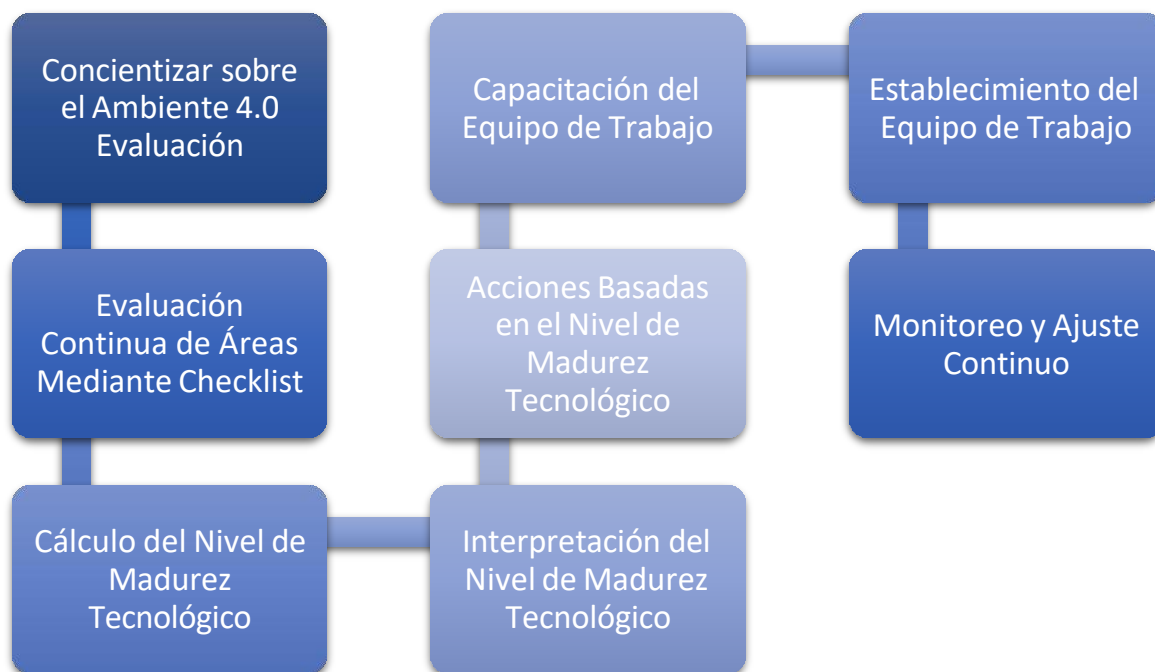 Concientizar sobre
el Ambiente 4.0
Evaluación
Evaluación
Continua de Áreas
Mediante Checklist
Cálculo del Nivel de
Madurez
Tecnológico
Interpretación del
Nivel de Madurez
Tecnológico
Acciones Basadas
en el Nivel de
Madurez
Tecnológico
Capacitación del
Equipo de Trabajo
Establecimiento del
Equipo de Trabajo
Monitoreo y Ajuste
Continuo